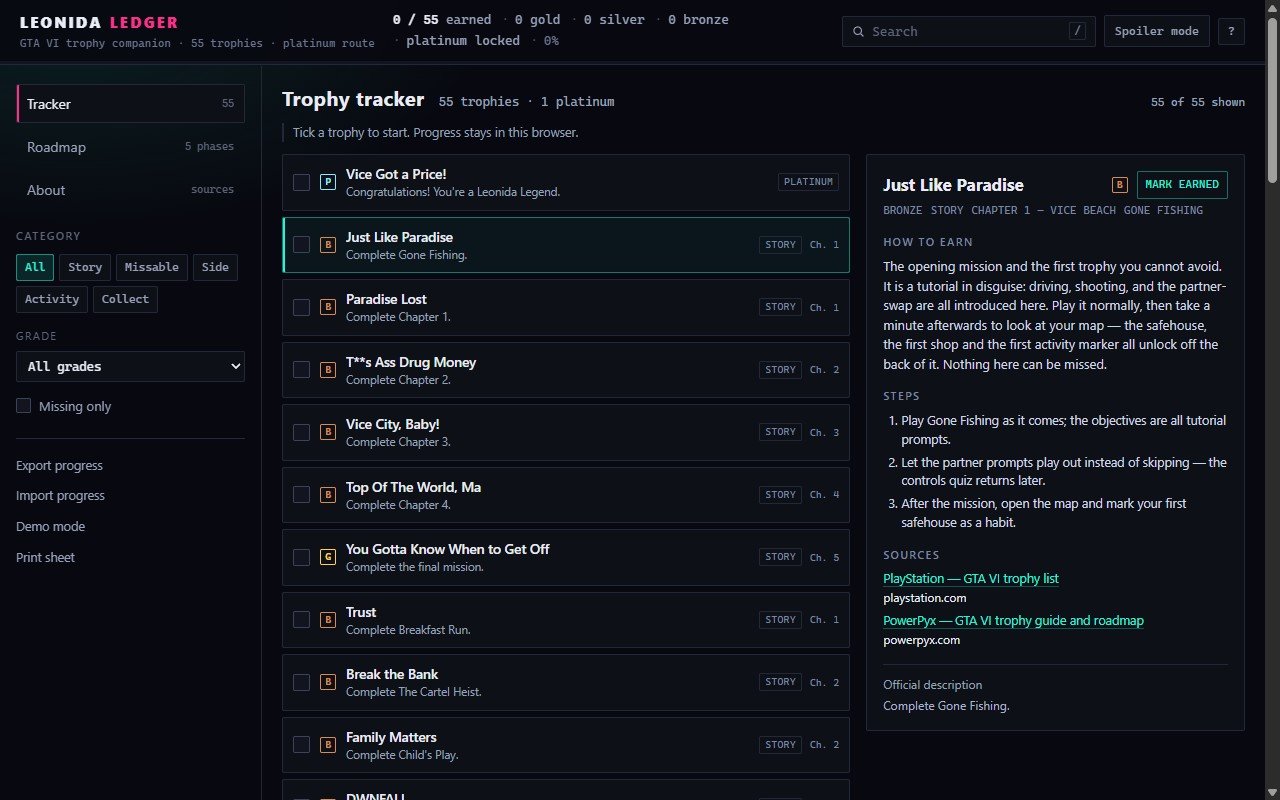 LEONIDA LEDGER
GTA VI trophy companion · 55 trophies · platinum route
0 / 55 earned · 0 gold · 0 silver · 0 bronze
· platinum locked · 0%
Search /
Spoiler mode
?
Tracker 55
Roadmap 5 phases
About sources
CATEGORY
All Story Missable Side
Activity Collect
GRADE
All grades
Missing only
Export progress
Import progress
Demo mode
Print sheet
Trophy tracker 55 trophies · 1 platinum
55 of 55 shown
Tick a trophy to start. Progress stays in this browser.
P Vice Got a Price! PLATINUM
Congratulations! You're a Leonida Legend.
B Just Like Paradise STORY Ch. 1
Complete Gone Fishing.
B Paradise Lost STORY Ch. 1
Complete Chapter 1.
B T**s Ass Drug Money STORY Ch. 2
Complete Chapter 2.
B Vice City, Baby! STORY Ch. 3
Complete Chapter 3.
B Top Of The World, Ma STORY Ch. 4
Complete Chapter 4.
G You Gotta Know When to Get Off STORY Ch. 5
Complete the final mission.
B Trust STORY Ch. 1
Complete Breakfast Run.
B Break the Bank STORY Ch. 2
Complete The Cartel Heist.
B Family Matters STORY Ch. 2
Complete Child's Play.
DWNFALL
Just Like Paradise B MARK EARNED
BRONZE STORY CHAPTER 1 — VICE BEACH GONE FISHING
HOW TO EARN
The opening mission and the first trophy you cannot avoid.
It is a tutorial in disguise: driving, shooting, and the partner-
swap are all introduced here. Play it normally, then take a
minute afterwards to look at your map — the safehouse,
the first shop and the first activity marker all unlock off the
back of it. Nothing here can be missed.
STEPS
1. Play Gone Fishing as it comes; the objectives are all tutorial
prompts.
2. Let the partner prompts play out instead of skipping — the
controls quiz returns later.
3. After the mission, open the map and mark your first
safehouse as a habit.
SOURCES
PlayStation — GTA VI trophy list
playstation.com
PowerPyx — GTA VI trophy guide and roadmap
powerpyx.com
Official description
Complete Gone Fishing.